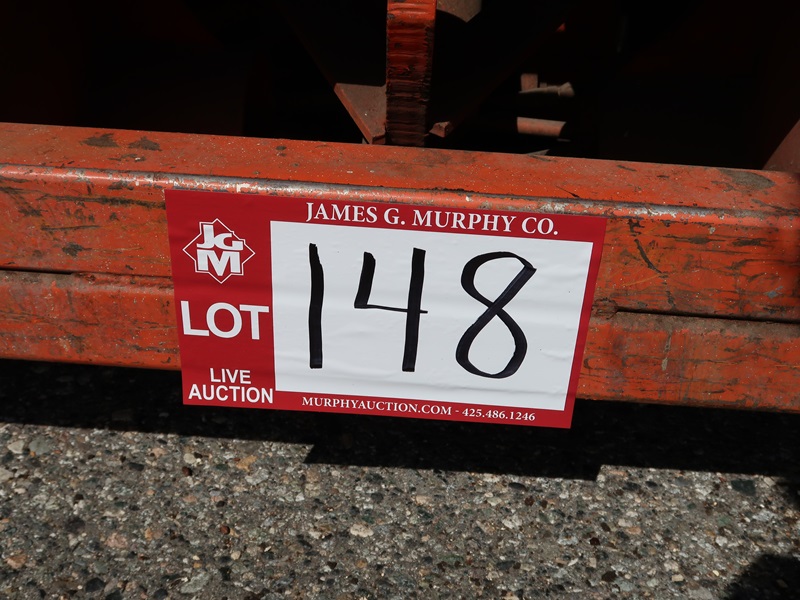 JAMES G. MURPHY CO.
JGM
148
LOT
LIVE
AUCTION
MURPHYAUCTION.COM - 425.486.1246